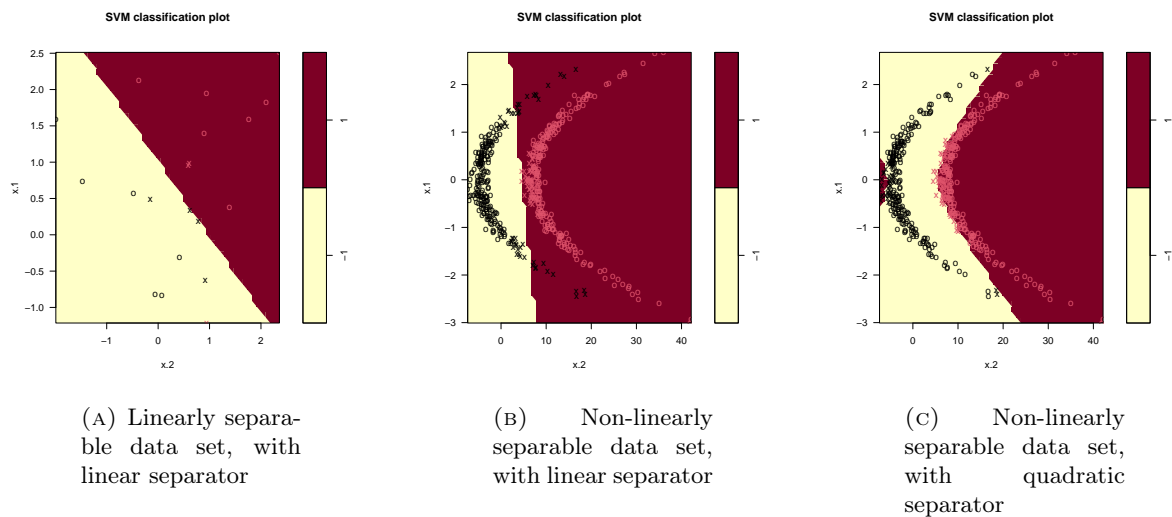 SVM classification plot
2.5
2.0
1.5
1.0
0.5
0.0
−0.5
−1.0
x.1
−1 0 1 2
x.2
1
−1
SVM classification plot
2
1
0
−1
−2
−3
x.1
0 10 20 30 40
x.2
1
−1
SVM classification plot
2
1
0
−1
−2
−3
x.1
0 10 20 30 40
x.2
1
−1
(A) Linearly separa-
ble data set, with
linear separator
(B) Non-linearly
separable data set,
with linear separator
(C) Non-linearly
separable data set,
with quadratic
separator